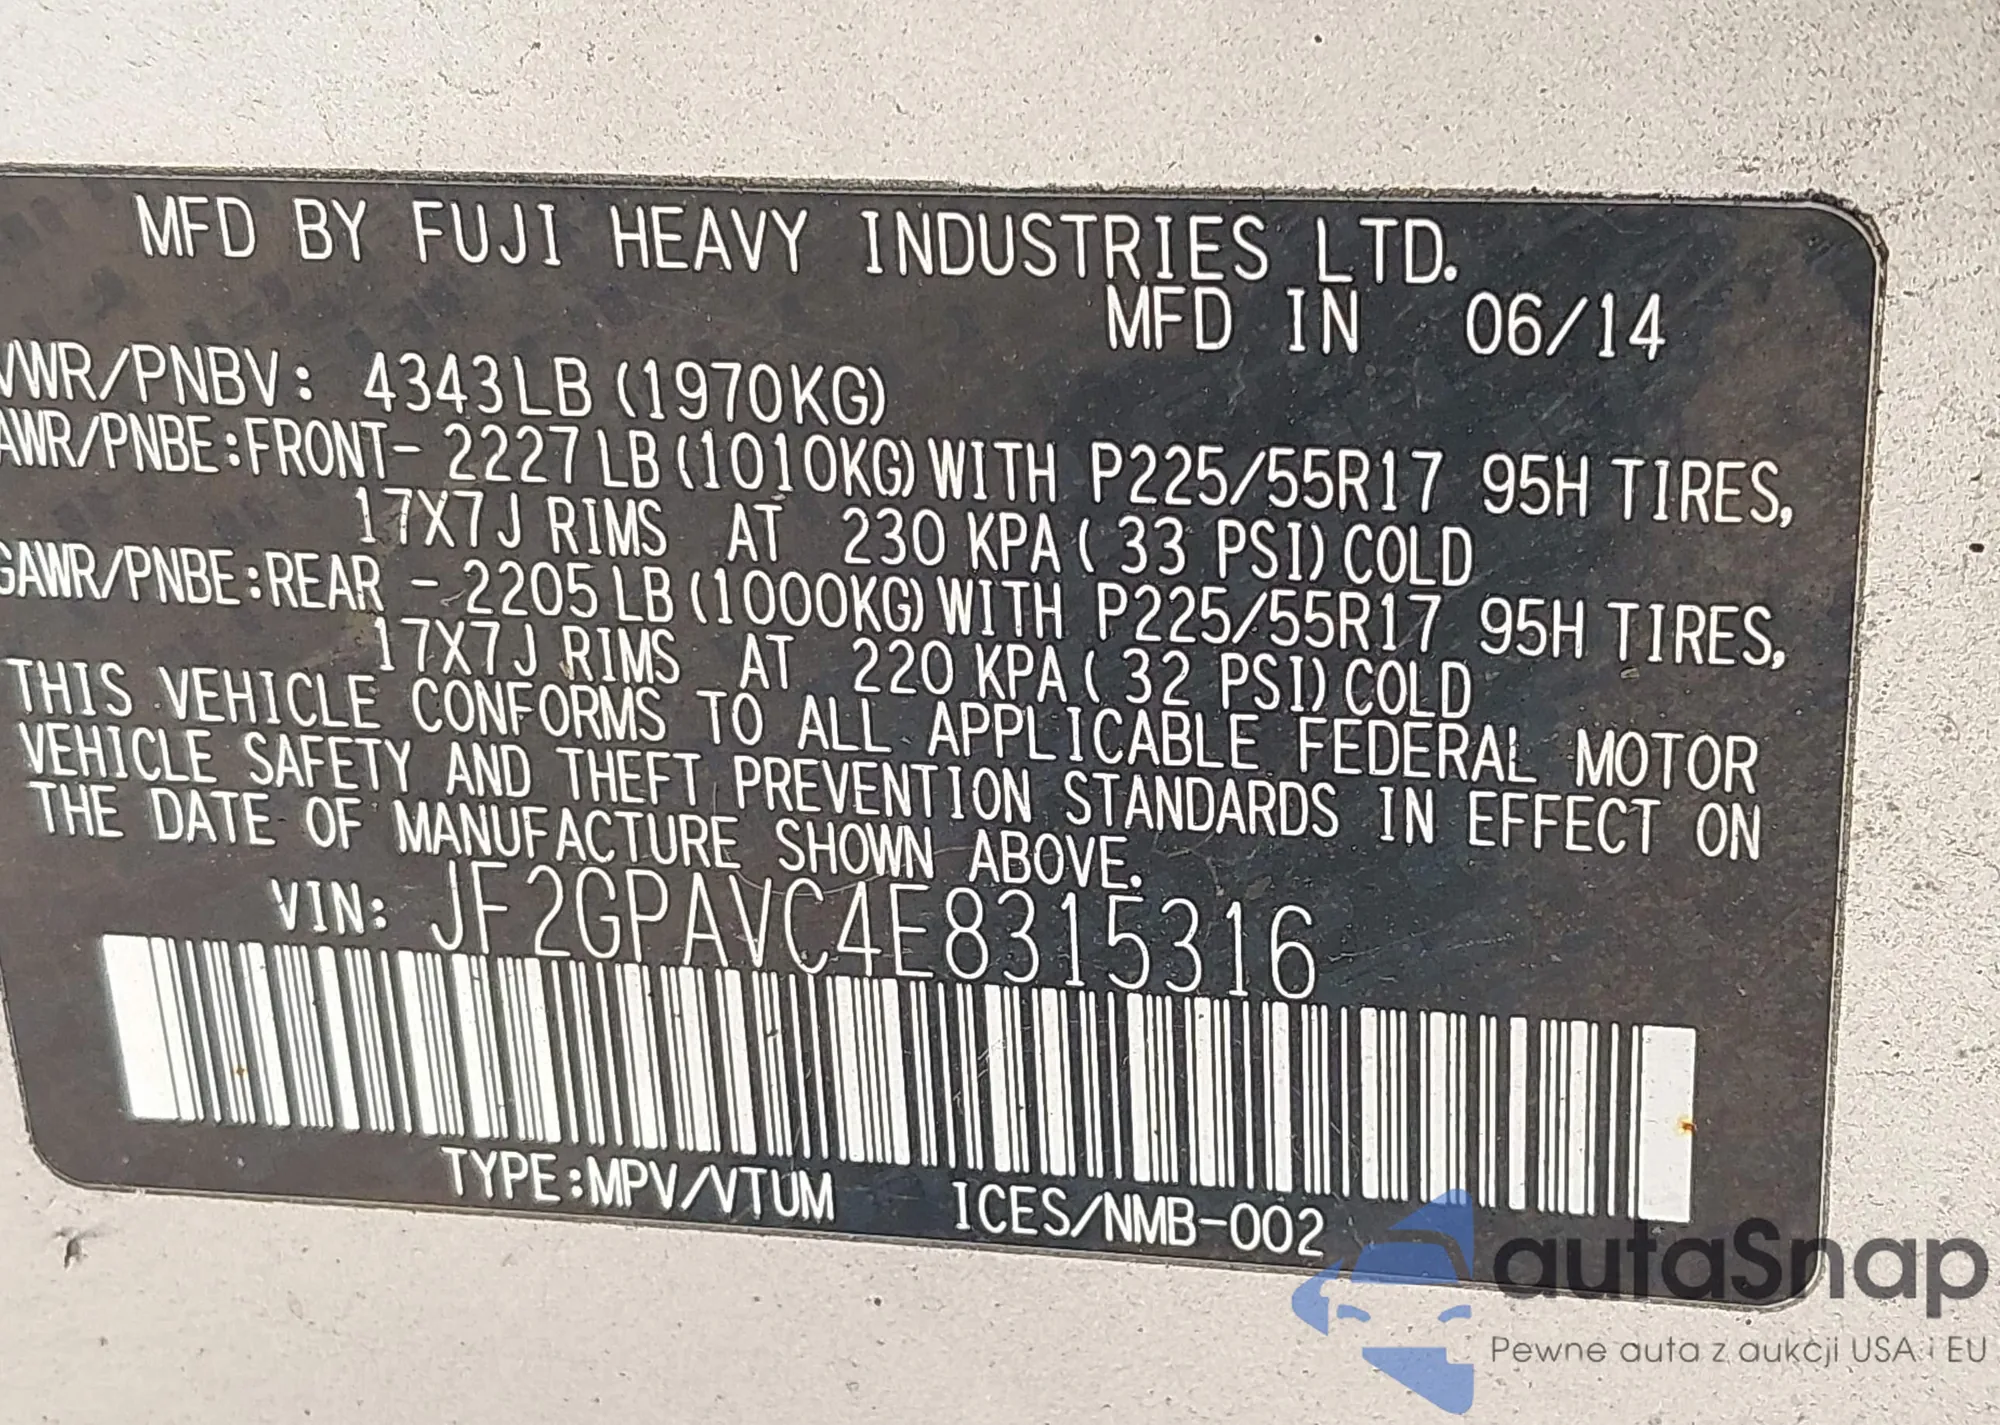 MFD BY FUJI HEAVY INDUSTRIES LTD.
MFD IN 06/14
VWR/PNBV: 4343LB (1970KG)
AWR/PNBE:FRONT- 2227LB (1010KG) WITH P225/55R17 95H TIRES,
17X7J RIMS AT 230 KPA ( 33 PSI) COLD
GAWR/PNBE:REAR - 2205LB (1000KG) WITH P225/55R17 95H TIRES,
17X7J RIMS AT 220 KPA ( 32 PSI) COLD
THIS VEHICLE CONFORMS TO ALL APPLICABLE FEDERAL MOTOR
VEHICLE SAFETY AND THEFT PREVENTION STANDARDS IN EFFECT ON
THE DATE OF MANUFACTURE SHOWN ABOVE.
VIN: JF2GPAVC4E8315316
TYPE:MPV/VTUM ICES/NMB-002
autaSnap
Pewne auta z aukcji USA i EU